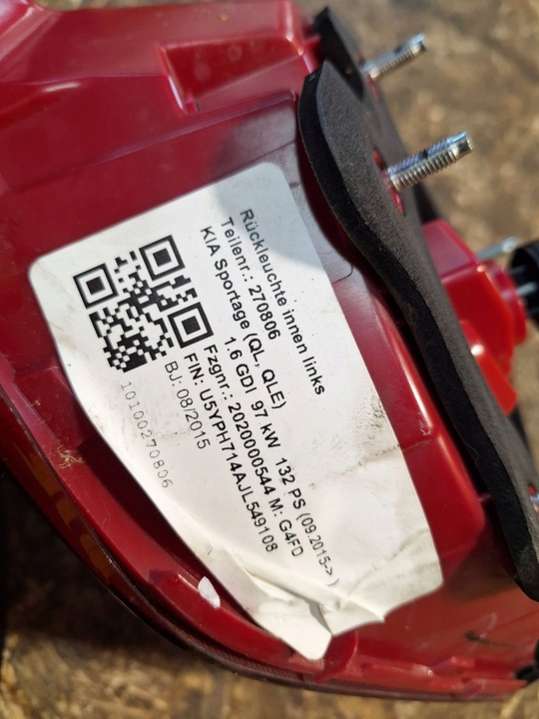 Rückleuchte innen links
Teilenr.: 270806
KIA Sportage (QL, QLE)
1.6 GDI 97 kW 132 PS (09.2015-> )
Fzgnr.: 2020000544 M: G4FD
FIN: U5YPH714AJL549108
BJ: 08/2015
10100270806